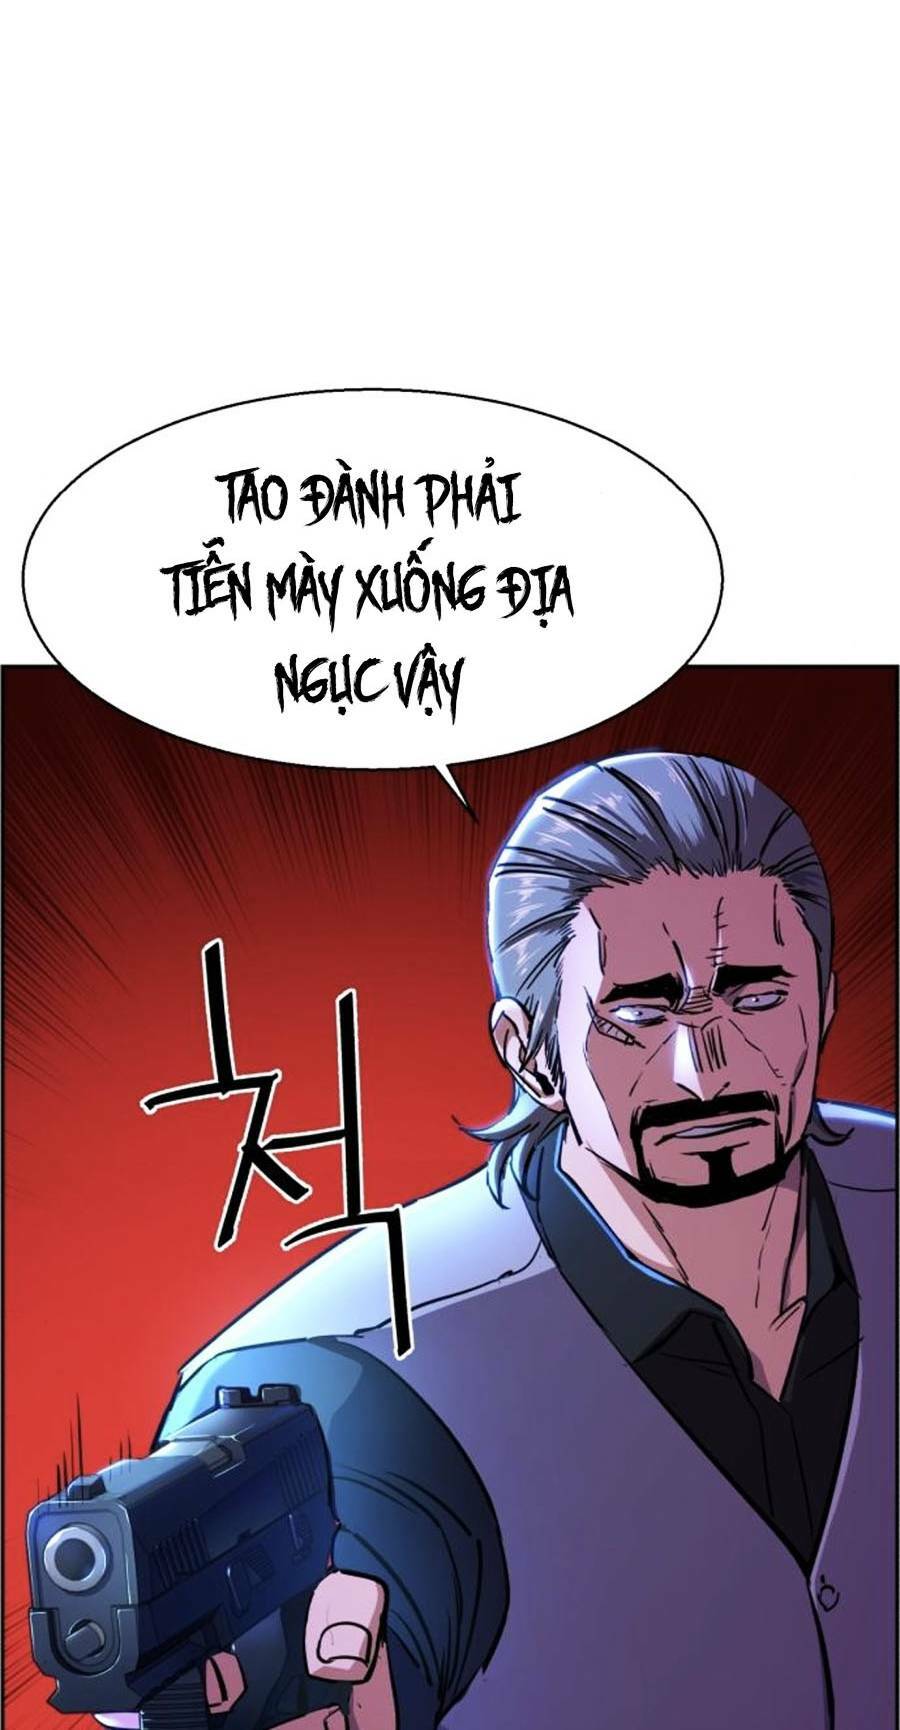 TAO ĐÀNH PHẢI
TIỄN MÀY XUỐNG ĐỊA
NGỤC VẬY
척